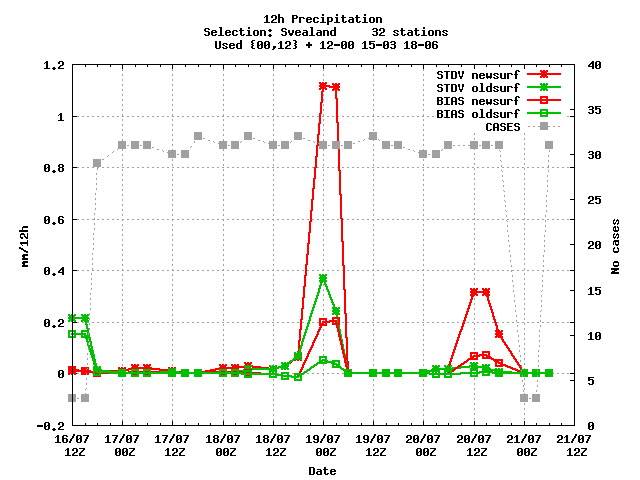 12h Precipitation
Selection: Svealand 32 stations
Used {00,12} + 12-00 15-03 18-06
STDV newsurf
STDV oldsurf
BIAS newsurf
BIAS oldsurf
CASES
mm/12h
1.2
1
0.8
0.6
0.4
0.2
0
-0.2
No cases
40
35
30
25
20
15
10
5
0
16/07 17/07 17/07 18/07 18/07 19/07 19/07 20/07 20/07 21/07 21/07
12Z 00Z 12Z 00Z 12Z 00Z 12Z 00Z 12Z 00Z 12Z
Date